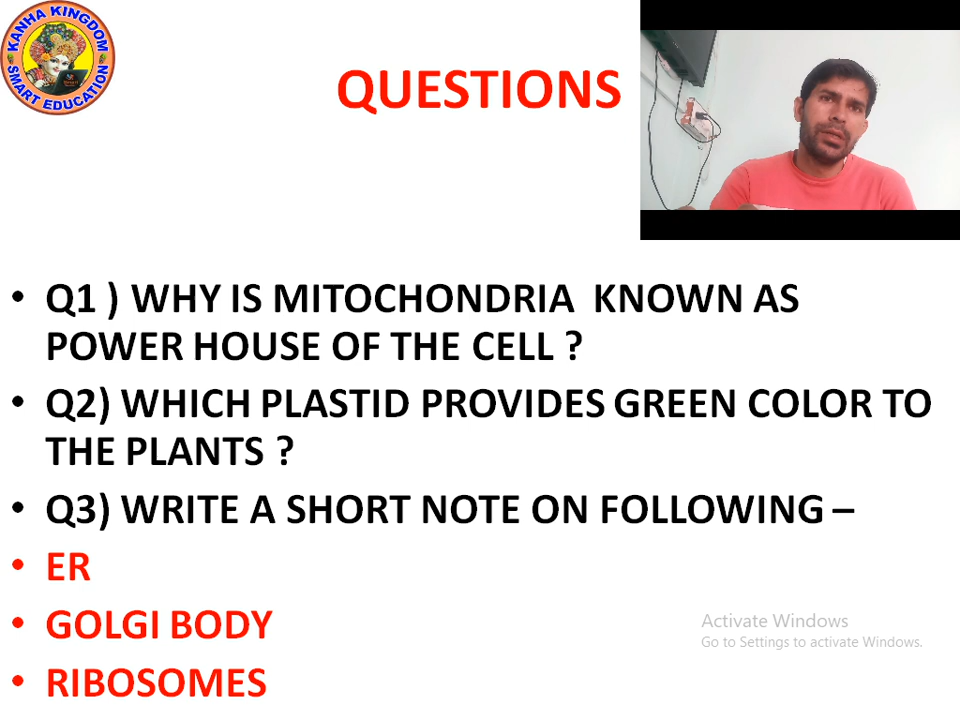 KANHA KINGDOM
SMART EDUCATION
QUESTIONS
• Q1 ) WHY IS MITOCHONDRIA KNOWN AS
POWER HOUSE OF THE CELL ?
• Q2) WHICH PLASTID PROVIDES GREEN COLOR TO
THE PLANTS ?
• Q3) WRITE A SHORT NOTE ON FOLLOWING –
• ER
• GOLGI BODY
• RIBOSOMES
Activate Windows
Go to Settings to activate Windows.